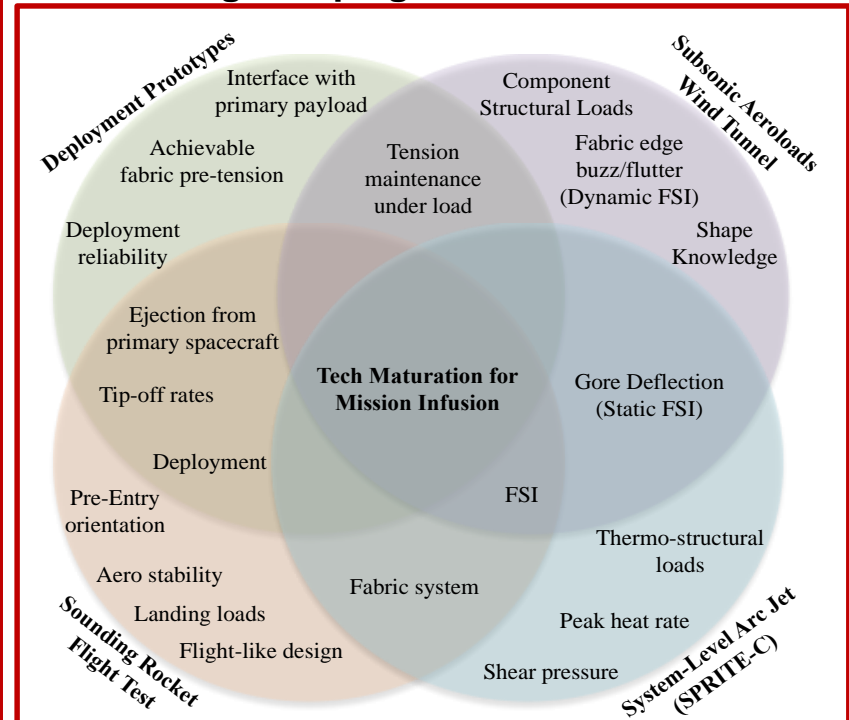 Deployment Prototypes
Interface with
primary payload
Achievable
fabric pre-tension
Deployment
reliability
Tension
maintenance
under load
Component
Structural Loads
Fabric edge
buzz/flutter
(Dynamic FSI)
Shape
Knowledge
Subsonic Aeroloads
Wind Tunnel
Ejection from
primary spacecraft
Tip-off rates
Deployment
Tech Maturation for
Mission Infusion
Gore Deflection
(Static FSI)
FSI
Pre-Entry
orientation
Aero stability
Landing loads
Flight-like design
Fabric system
Thermo-structural
loads
Peak heat rate
Shear pressure
Sounding Rocket
Flight Test
System-Level Arc Jet
(SPRITE-C)